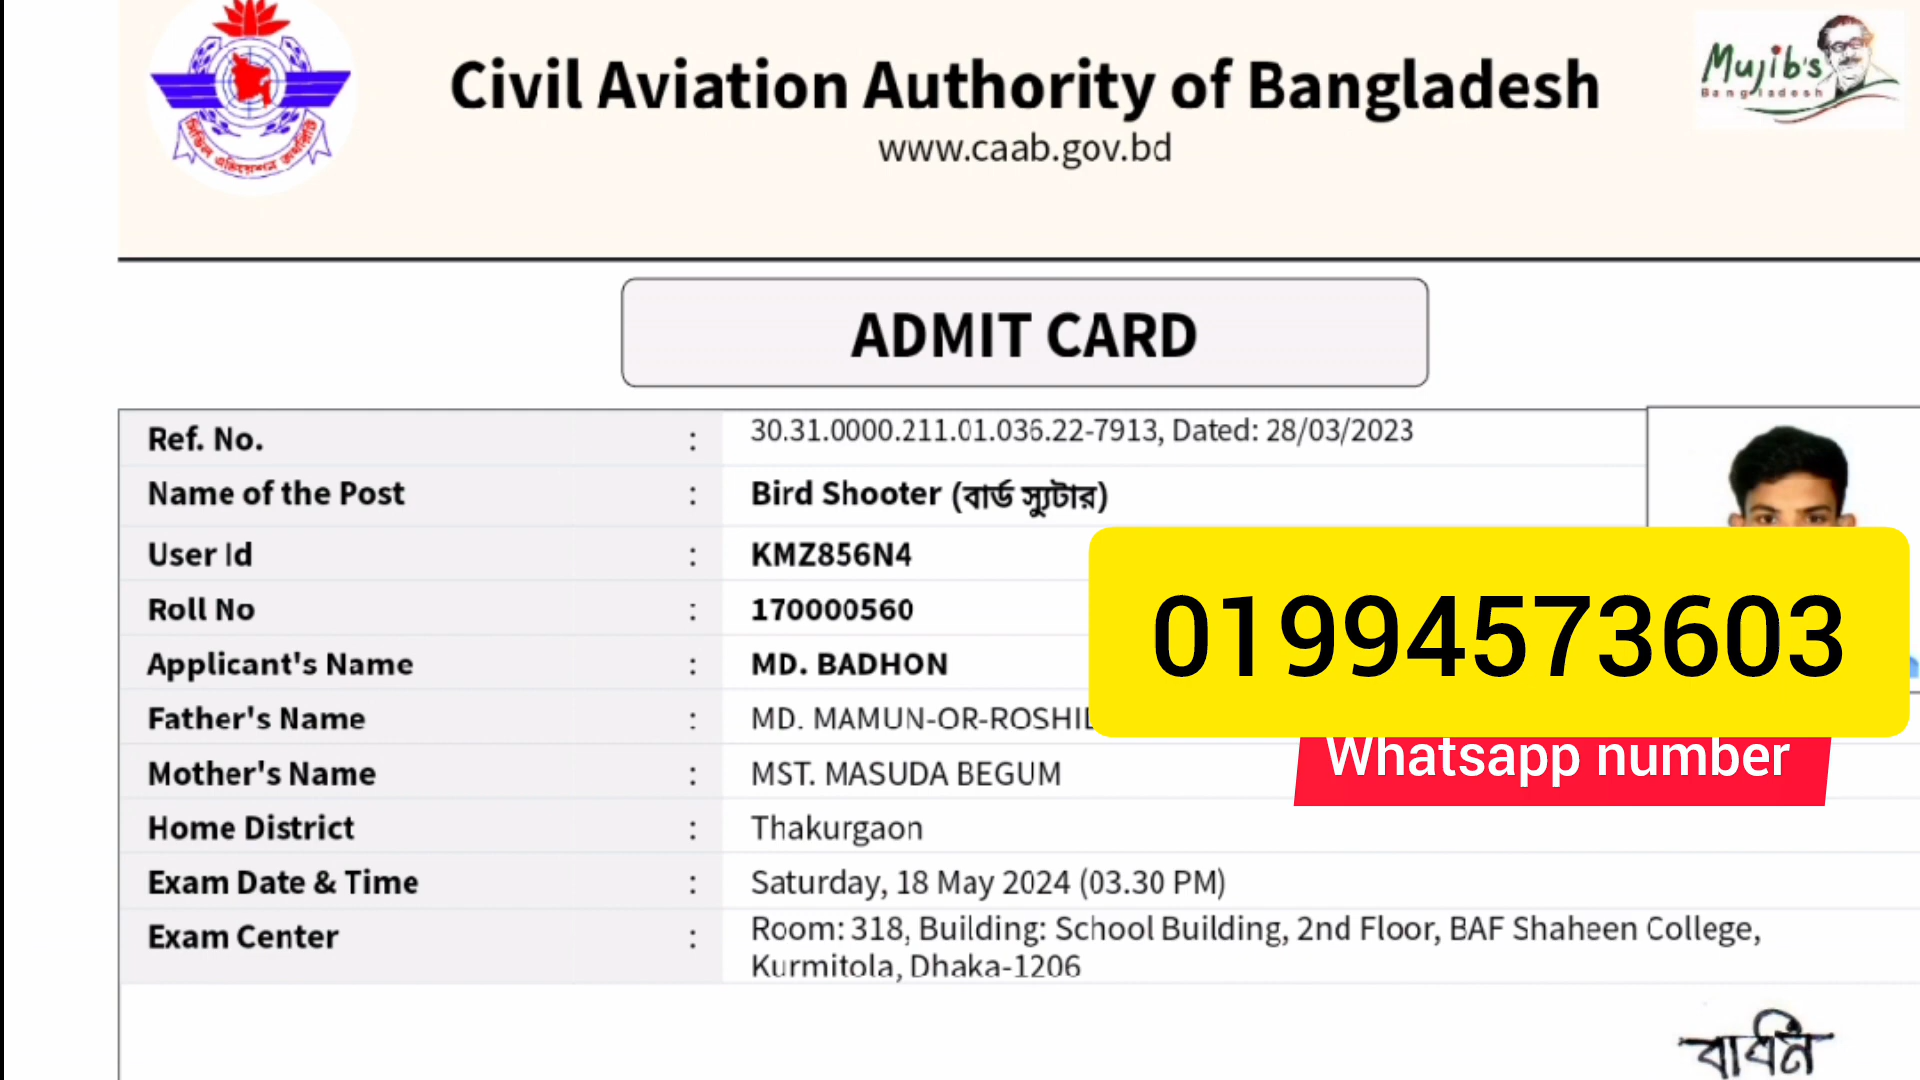 Civil Aviation Authority of Bangladesh
www.caab.gov.bd
Mujib's
Bangladesh
ADMIT CARD
Ref. No. : 30.31.0000.211.01.036.22-7913, Dated: 28/03/2023
Name of the Post : Bird Shooter (বার্ড স্যুটার)
User Id : KMZ856N4
Roll No : 170000560
Applicant's Name : MD. BADHON
Father's Name : MD. MAMUN-OR-ROSHI
Mother's Name : MST. MASUDA BEGUM
Home District : Thakurgaon
Exam Date & Time : Saturday, 18 May 2024 (03.30 PM)
Exam Center : Room: 318, Building: School Building, 2nd Floor, BAF Shaheen College,
Kurmitola, Dhaka-1206
01994573603
Whatsapp number
বাধন